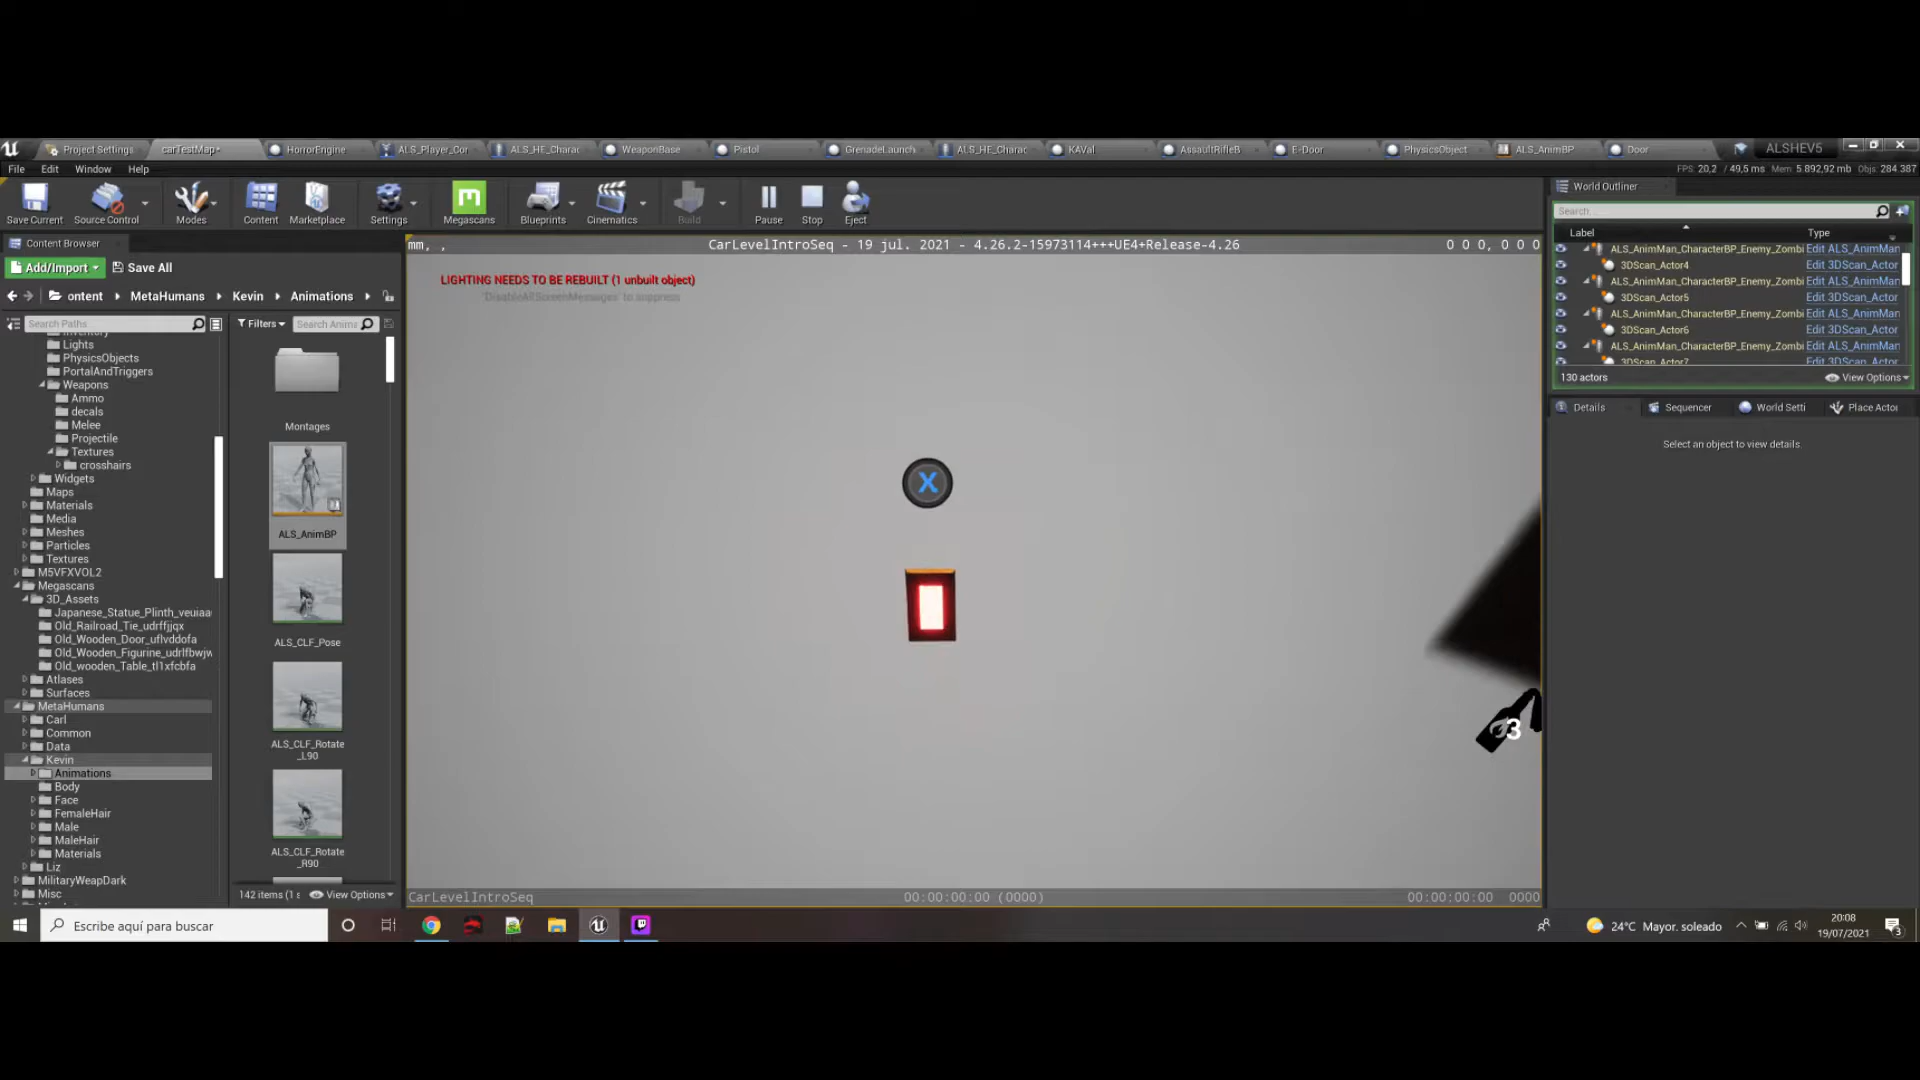 Project Settings
carTestMap*
HorrorEngine
ALS_Player_Cor
ALS_HE_Charac
WeaponBase
Pistol
GrenadeLaunch
ALS_HE_Charac
KAVal
AssaultRifleB
E-Door
PhysicsObject
ALS_AnimBP
Door
ALSHEV5
File Edit Window Help
FPS: 20,2 / 49,5 ms Mem: 5.892,92 mb Objs: 284.387
Save Current
Source Control
Modes
Content
Marketplace
Settings
Megascans
Blueprints
Cinematics
Build
Pause
Stop
Eject
World Outliner
Search...
Label Type
ALS_AnimMan_CharacterBP_Enemy_Zombi Edit ALS_AnimMan
3DScan_Actor4 Edit 3DScan_Actor
ALS_AnimMan_CharacterBP_Enemy_Zombi Edit ALS_AnimMan
3DScan_Actor5 Edit 3DScan_Actor
ALS_AnimMan_CharacterBP_Enemy_Zombi Edit ALS_AnimMan
3DScan_Actor6 Edit 3DScan_Actor
ALS_AnimMan_CharacterBP_Enemy_Zombi Edit ALS_AnimMan
3DScan_Actor7 Edit 3DScan_Actor
130 actors View Options
Details Sequencer World Setti Place Actor
Select an object to view details
Content Browser
Add/Import Save All
ontent MetaHumans Kevin Animations
Search Paths
Filters Search Anima
Inventory
Lights
PhysicsObjects
PortalAndTriggers
Weapons
Ammo
decals
Melee
Projectile
Textures
crosshairs
Widgets
Maps
Materials
Media
Meshes
Particles
Textures
M5VFXVOL2
Megascans
3D_Assets
Japanese_Statue_Plinth_veuiaa
Old_Railroad_Tie_udrffjjqx
Old_Wooden_Door_uflvddofa
Old_Wooden_Figurine_udrlfbwjw
Old_wooden_Table_tl1xfcbfa
Atlases
Surfaces
MetaHumans
Carl
Common
Data
Kevin
Animations
Body
Face
FemaleHair
Male
MaleHair
Materials
Liz
MilitaryWeapDark
Misc
Montages
ALS_AnimBP
ALS_CLF_Pose
ALS_CLF_Rotate
_L90
ALS_CLF_Rotate
_R90
142 items (1 s View Options
mm, , CarLevelIntroSeq - 19 jul. 2021 - 4.26.2-15973114+++UE4+Release-4.26 0 0 0, 0 0 0
LIGHTING NEEDS TO BE REBUILT (1 unbuilt object)
'DisableAllScreenMessages' to suppress
X
3
CarLevelIntroSeq 00:00:00:00 (0000) 00:00:00:00 0000
Escribe aquí para buscar
24°C Mayor. soleado
20:08
19/07/2021
3